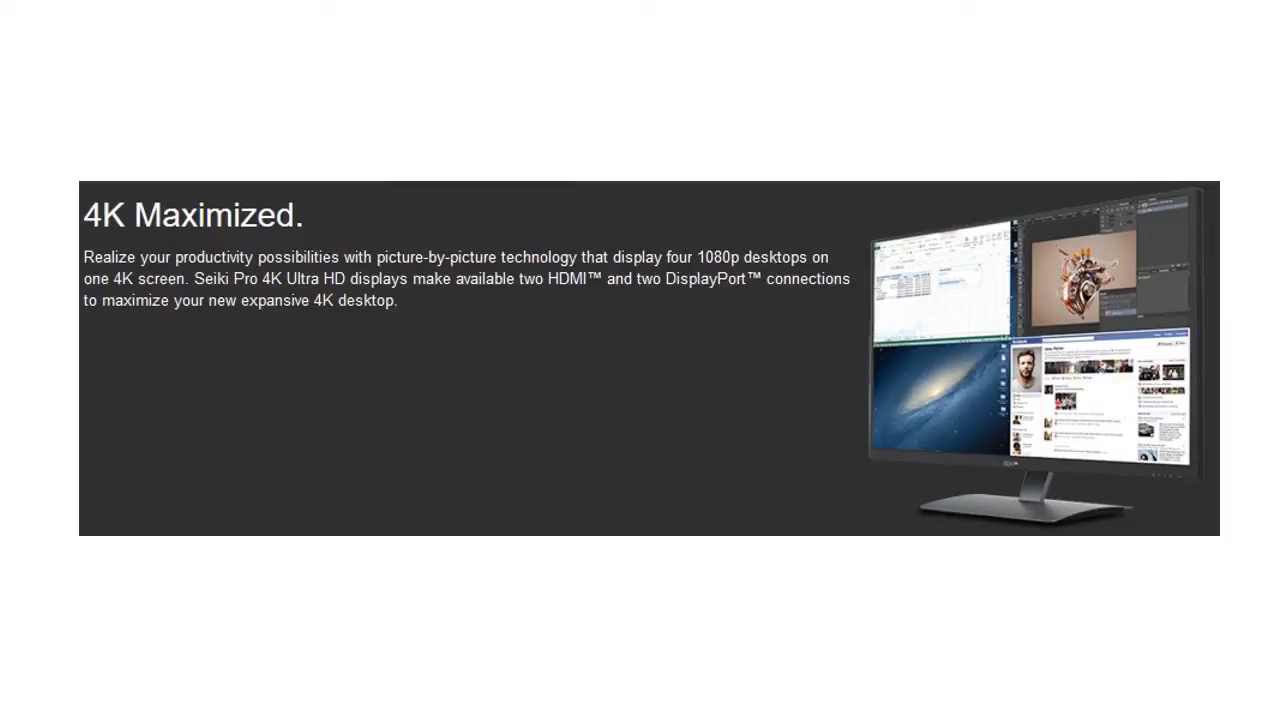 4K Maximized.
Realize your productivity possibilities with picture-by-picture technology that display four 1080p desktops on
one 4K screen. Seiki Pro 4K Ultra HD displays make available two HDMI™ and two DisplayPort™ connections
to maximize your new expansive 4K desktop.